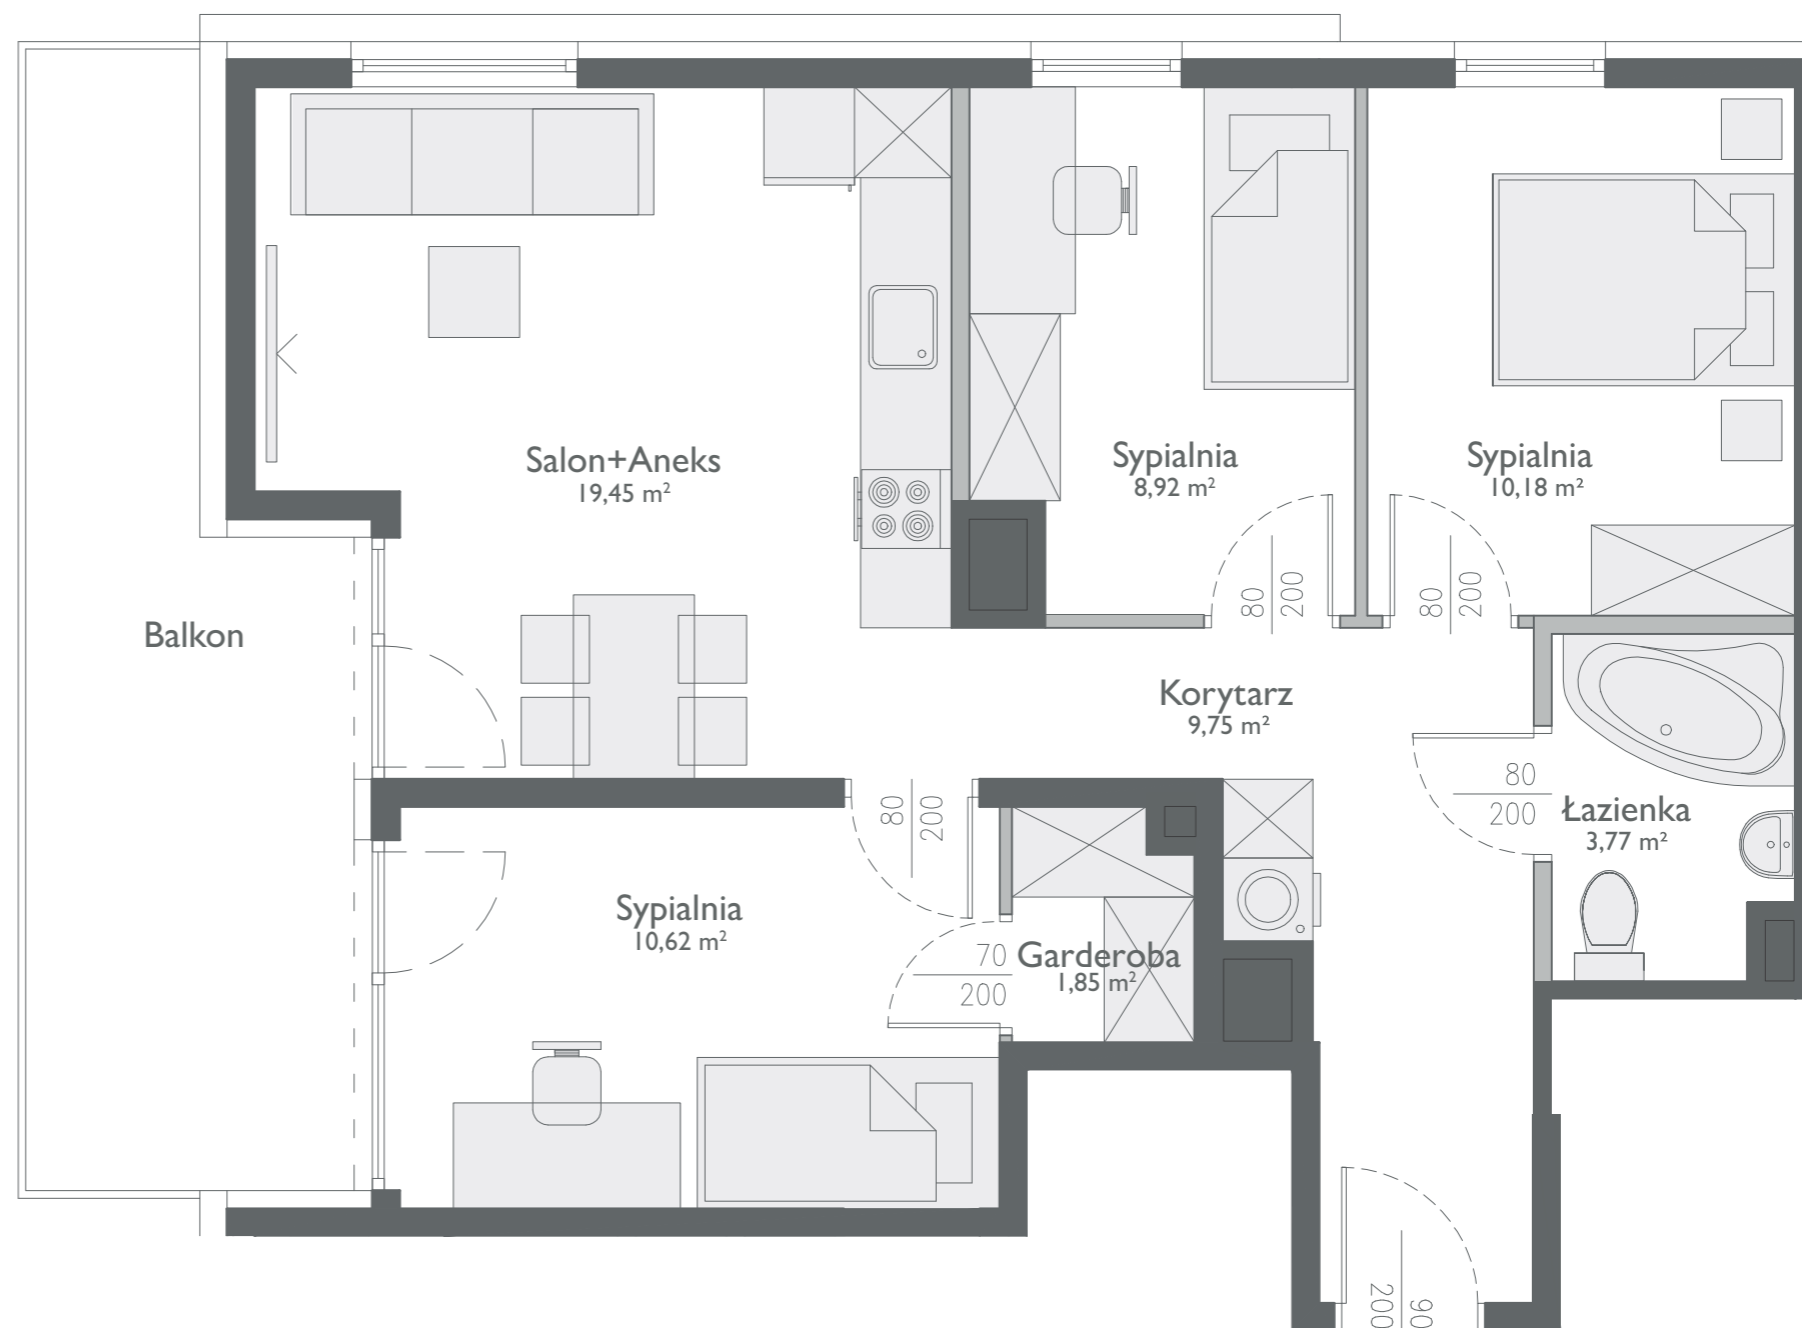 Salon+Aneks
19,45 m²
Sypialnia
8,92 m²
Sypialnia
10,18 m²
80
200
80
200
Balkon
Korytarz
9,75 m²
80
200
Łazienka
3,77 m²
80
200
Sypialnia
10,62 m²
70
200
Garderoba
1,85 m²
90
200